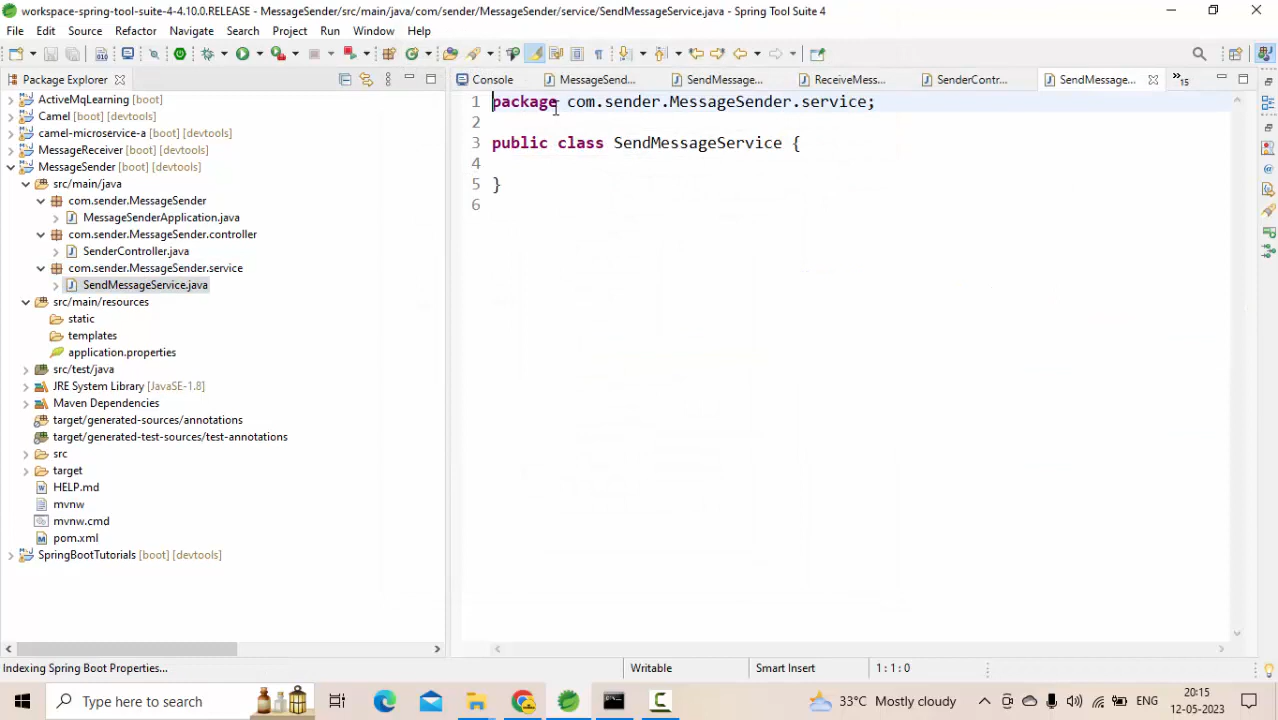 workspace-spring-tool-suite-4-4.10.0.RELEASE - MessageSender/src/main/java/com/sender/MessageSender/service/SendMessageService.java - Spring Tool Suite 4
File Edit Source Refactor Navigate Search Project Run Window Help
Package Explorer
Console MessageSend... SendMessage... ReceiveMess... SenderContr... SendMessage... »15
ActiveMqLearning [boot]
Camel [devtools]
camel-microservice-a [boot] [devtools]
MessageReceiver [boot] [devtools]
MessageSender [boot] [devtools]
src/main/java
com.sender.MessageSender
MessageSenderApplication.java
com.sender.MessageSender.controller
SenderController.java
com.sender.MessageSender.service
SendMessageService.java
src/main/resources
static
templates
application.properties
src/test/java
JRE System Library [JavaSE-1.8]
Maven Dependencies
target/generated-sources/annotations
target/generated-test-sources/test-annotations
src
target
HELP.md
mvnw
mvnw.cmd
pom.xml
SpringBootTutorials [boot] [devtools]
1 package com.sender.MessageSender.service;
2
3 public class SendMessageService {
4
5 }
6
Indexing Spring Boot Properties... Writable Smart Insert 1 : 1 : 0
Type here to search 33°C Mostly cloudy ENG 20:15
12-05-2023